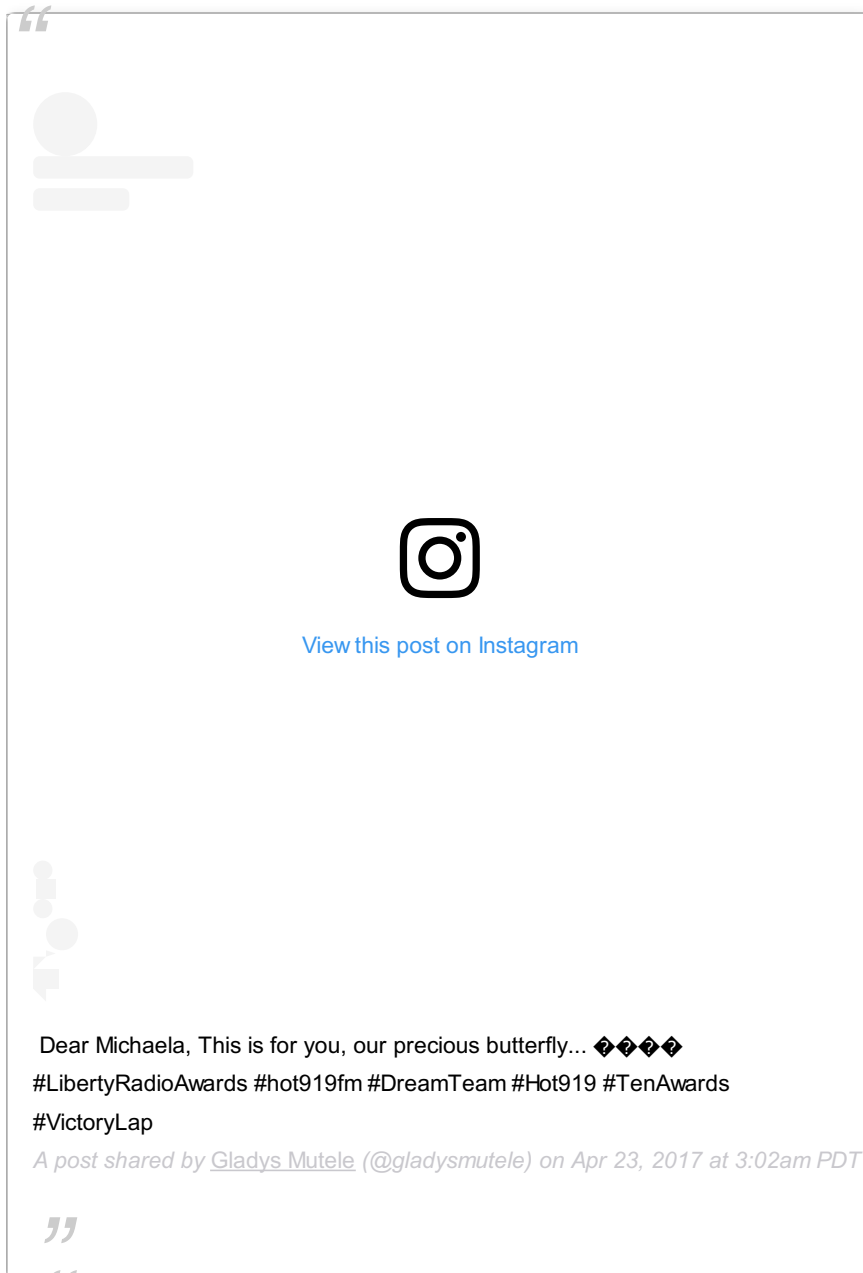 “
View this post on Instagram
Dear Michaela, This is for you, our precious butterfly... ����
#LibertyRadioAwards #hot919fm #DreamTeam #Hot919 #TenAwards
#VictoryLap
A post shared by Gladys Mutele (@gladysmutele) on Apr 23, 2017 at 3:02am PDT
”